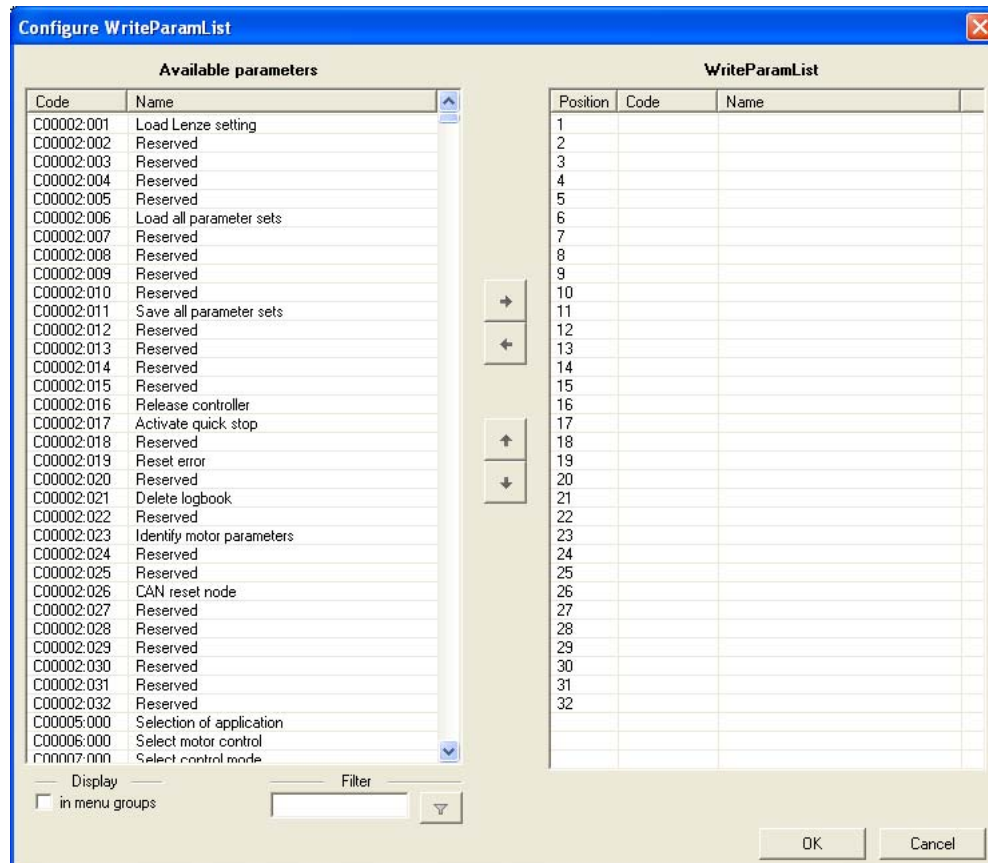 Configure WriteParamList
Available parameters
Code Name
C00002:001 Load Lenze setting
C00002:002 Reserved
C00002:003 Reserved
C00002:004 Reserved
C00002:005 Reserved
C00002:006 Load all parameter sets
C00002:007 Reserved
C00002:008 Reserved
C00002:009 Reserved
C00002:010 Reserved
C00002:011 Save all parameter sets
C00002:012 Reserved
C00002:013 Reserved
C00002:014 Reserved
C00002:015 Reserved
C00002:016 Release controller
C00002:017 Activate quick stop
C00002:018 Reserved
C00002:019 Reset error
C00002:020 Reserved
C00002:021 Delete logbook
C00002:022 Reserved
C00002:023 Identify motor parameters
C00002:024 Reserved
C00002:025 Reserved
C00002:026 CAN reset node
C00002:027 Reserved
C00002:028 Reserved
C00002:029 Reserved
C00002:030 Reserved
C00002:031 Reserved
C00002:032 Reserved
C00005:000 Selection of application
C00006:000 Select motor control
C00007:000 Select control mode
Display
in menu groups
Filter
WriteParamList
Position Code Name
1
2
3
4
5
6
7
8
9
10
11
12
13
14
15
16
17
18
19
20
21
22
23
24
25
26
27
28
29
30
31
32
OK Cancel